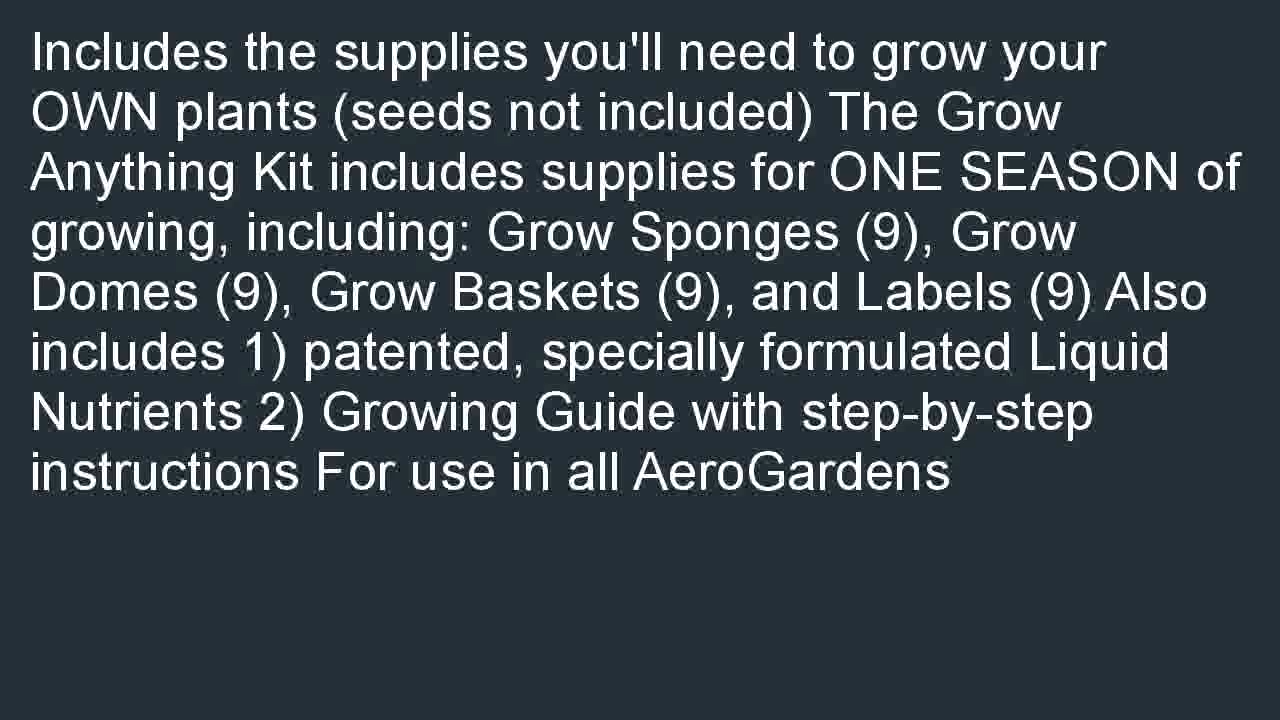 Includes the supplies you'll need to grow your
OWN plants (seeds not included) The Grow
Anything Kit includes supplies for ONE SEASON of
growing, including: Grow Sponges (9), Grow
Domes (9), Grow Baskets (9), and Labels (9) Also
includes 1) patented, specially formulated Liquid
Nutrients 2) Growing Guide with step-by-step
instructions For use in all AeroGardens